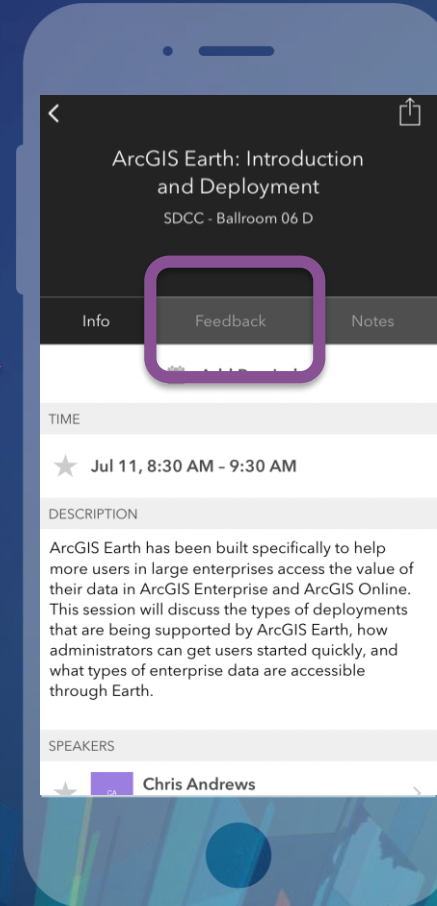 ArcGIS Earth: Introduction
and Deployment
SDCC - Ballroom 06 D
Info Feedback Notes
TIME
Jul 11, 8:30 AM – 9:30 AM
DESCRIPTION
ArcGIS Earth has been built specifically to help
more users in large enterprises access the value of
their data in ArcGIS Enterprise and ArcGIS Online.
This session will discuss the types of deployments
that are being supported by ArcGIS Earth, how
administrators can get users started quickly, and
what types of enterprise data are accessible
through Earth.
SPEAKERS
CA
Chris Andrews